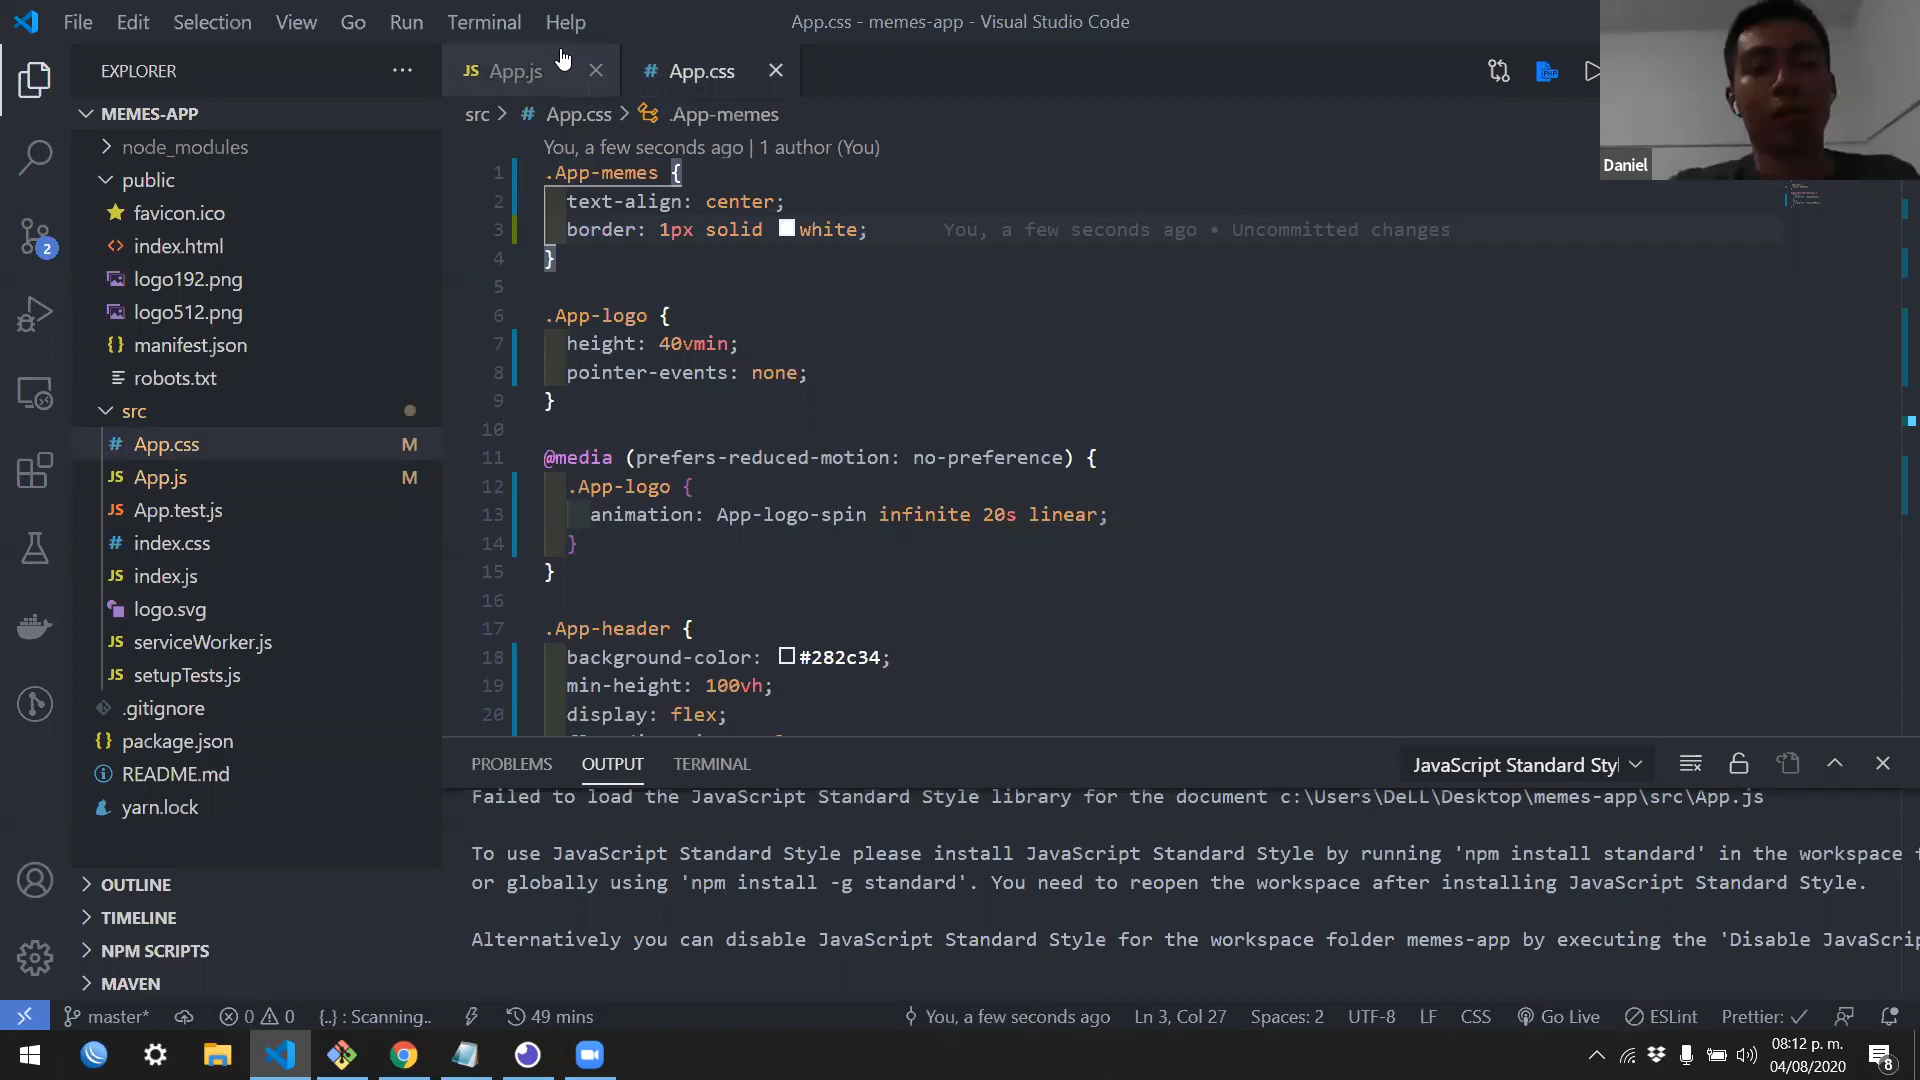 File Edit Selection View Go Run Terminal Help
App.css - memes-app - Visual Studio Code
EXPLORER
JS App.js
# App.css
MEMES-APP
src > # App.css > .App-memes
node_modules
public
favicon.ico
index.html
logo192.png
logo512.png
manifest.json
robots.txt
src
# App.css M
JS App.js M
JS App.test.js
# index.css
JS index.js
logo.svg
JS serviceWorker.js
JS setupTests.js
.gitignore
package.json
README.md
yarn.lock
OUTLINE
TIMELINE
NPM SCRIPTS
MAVEN
2
You, a few seconds ago | 1 author (You)
1 .App-memes {
2 text-align: center;
3 border: 1px solid white; You, a few seconds ago • Uncommitted changes
4 }
5
6 .App-logo {
7 height: 40vmin;
8 pointer-events: none;
9 }
10
11 @media (prefers-reduced-motion: no-preference) {
12 .App-logo {
13 animation: App-logo-spin infinite 20s linear;
14 }
15 }
16
17 .App-header {
18 background-color: #282c34;
19 min-height: 100vh;
20 display: flex;
PHP
Daniel
PROBLEMS OUTPUT TERMINAL
JavaScript Standard Styl
Failed to load the JavaScript Standard Style library for the document c:\Users\DeLL\Desktop\memes-app\src\App.js
To use JavaScript Standard Style please install JavaScript Standard Style by running 'npm install standard' in the workspace f
or globally using 'npm install -g standard'. You need to reopen the workspace after installing JavaScript Standard Style.
Alternatively you can disable JavaScript Standard Style for the workspace folder memes-app by executing the 'Disable JavaScrip
master* 0 0 {..} : Scanning.. 49 mins
You, a few seconds ago Ln 3, Col 27 Spaces: 2 UTF-8 LF CSS Go Live ESLint Prettier: ✓
08:12 p. m.
04/08/2020
8